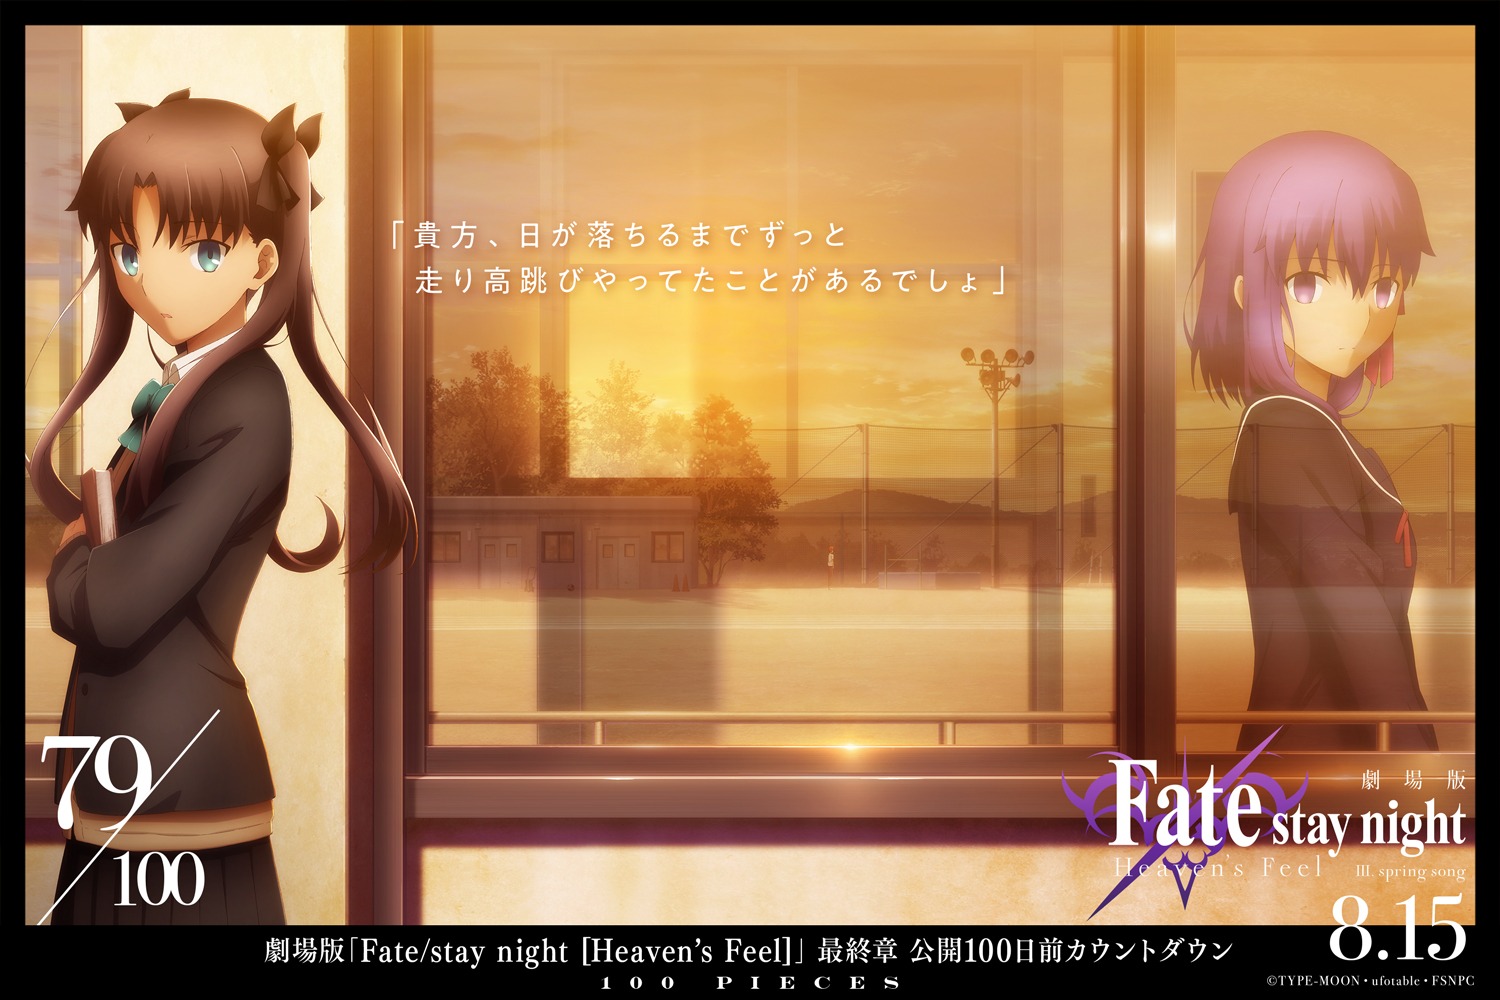 「貴方、日が落ちるまでずっと
走り高跳びやってたことがあるでしょ」
79/100
劇場版
Fate stay night
Heaven's Feel III. spring song
8.15
劇場版「Fate/stay night [Heaven's Feel]」 最終章 公開100日前カウントダウン
100 PIECES
©TYPE-MOON・ufotable・FSNPC